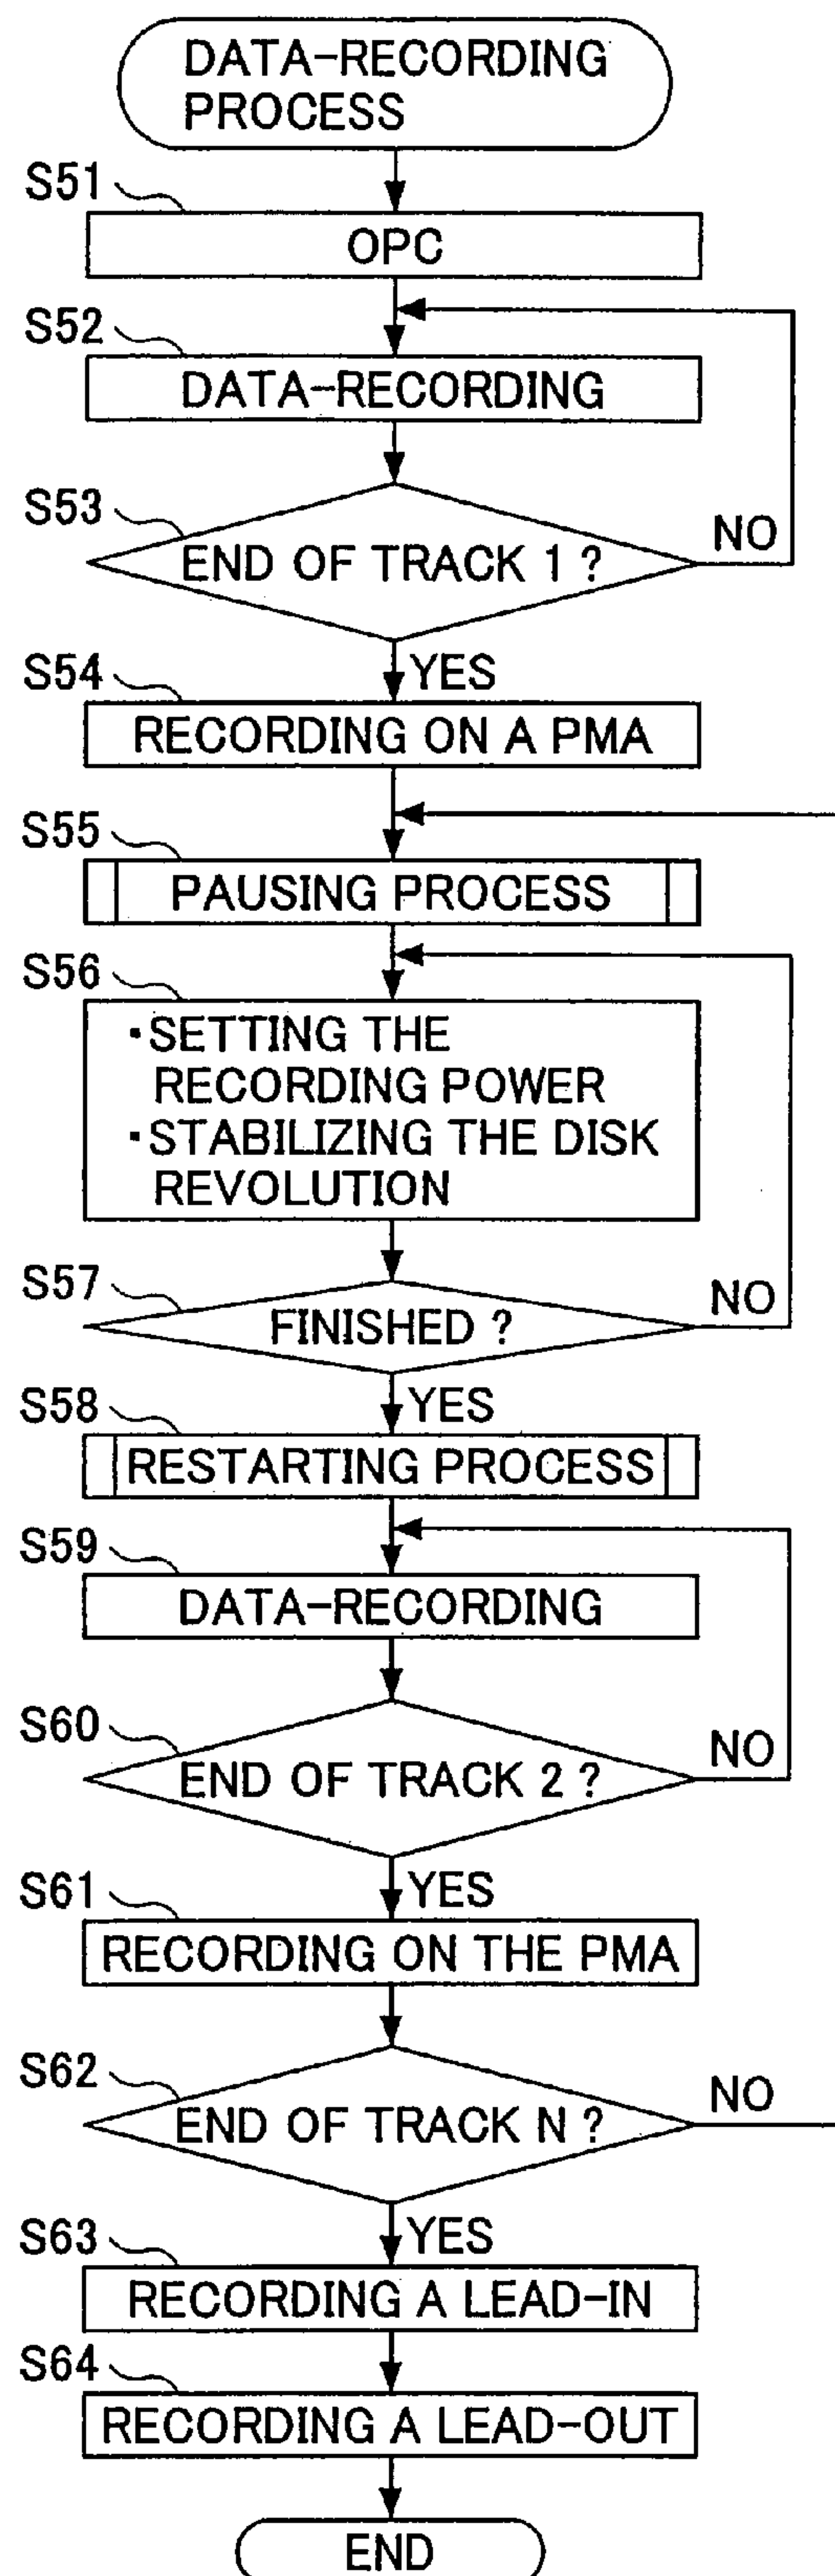 DATA-RECORDING
PROCESS
S51
OPC
S52
DATA-RECORDING
S53
END OF TRACK 1 ?
NO
YES
S54
RECORDING ON A PMA
S55
PAUSING PROCESS
S56
・SETTING THE
RECORDING POWER
・STABILIZING THE DISK
REVOLUTION
S57
FINISHED ?
NO
YES
S58
RESTARTING PROCESS
S59
DATA-RECORDING
S60
END OF TRACK 2 ?
NO
YES
S61
RECORDING ON THE PMA
S62
END OF TRACK N ?
NO
YES
S63
RECORDING A LEAD-IN
S64
RECORDING A LEAD-OUT
END